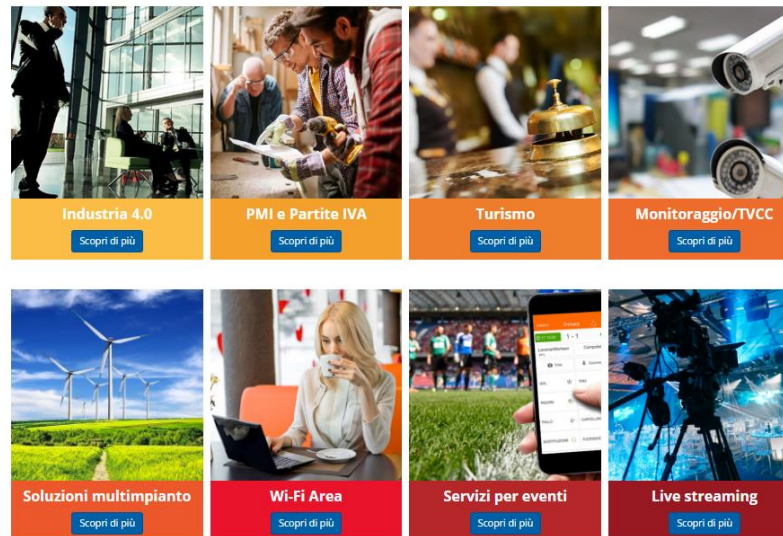 Industria 4.0
Scopri di più
PMI e Partite IVA
Scopri di più
Turismo
Scopri di più
Monitoraggio/TVCC
Scopri di più
Soluzioni multimpianto
Scopri di più
Wi-Fi Area
Scopri di più
Servizi per eventi
Scopri di più
Live streaming
Scopri di più
1 - 1